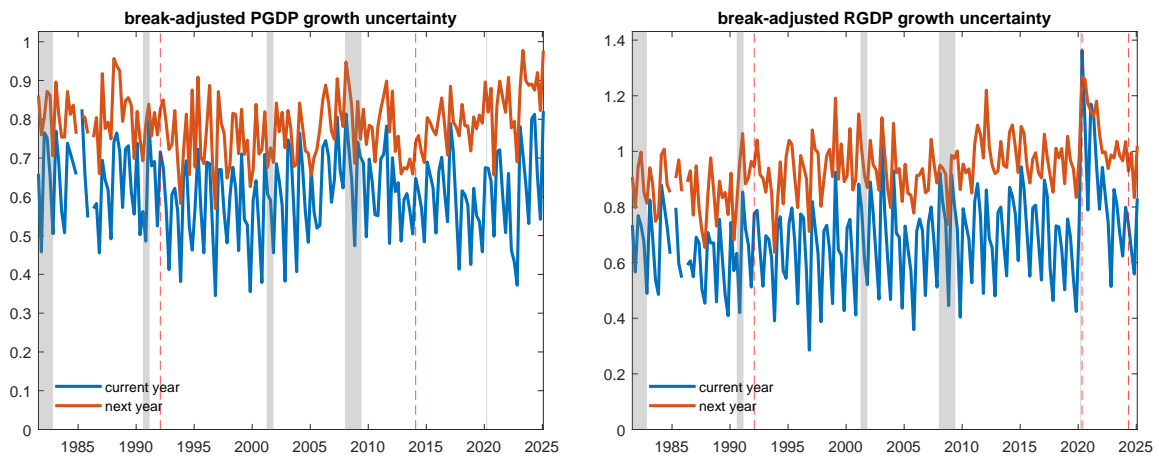 break-adjusted PGDP growth uncertainty
1
0.9
0.8
0.7
0.6
0.5
0.4
0.3
0.2
0.1
0
current year
next year
1985 1990 1995 2000 2005 2010 2015 2020 2025
break-adjusted RGDP growth uncertainty
1.4
1.2
1
0.8
0.6
0.4
0.2
0
current year
next year
1985 1990 1995 2000 2005 2010 2015 2020 2025